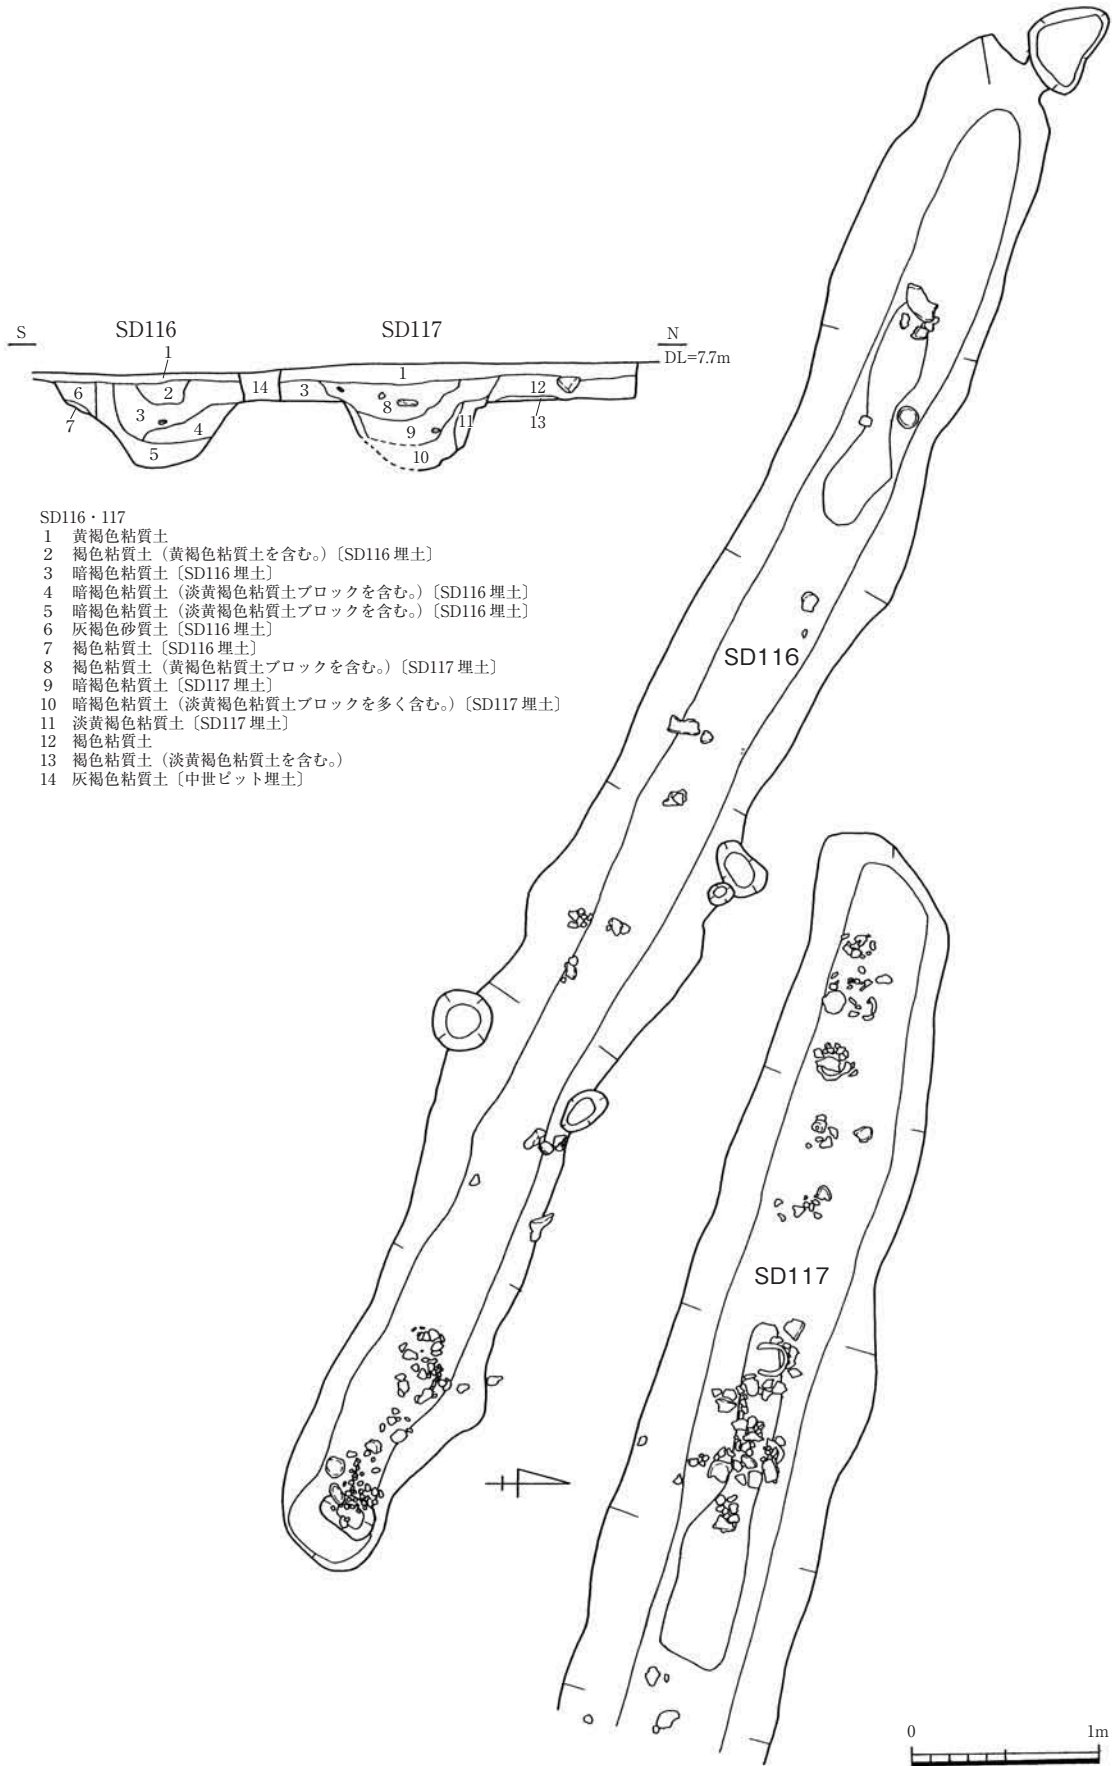 S SD116 SD117 N
DL=7.7m
1 1
6 2 14 3 8 12
7 3 4 9 11 13
5 10
SD116・117
1 黄褐色粘質土
2 褐色粘質土（黄褐色粘質土を含む。）〔SD116 埋土〕
3 暗褐色粘質土〔SD116 埋土〕
4 暗褐色粘質土（淡黄褐色粘質土ブロックを含む。）〔SD116 埋土〕
5 暗褐色粘質土（淡黄褐色粘質土ブロックを含む。）〔SD116 埋土〕
6 灰褐色砂質土〔SD116 埋土〕
7 褐色粘質土〔SD116 埋土〕
8 褐色粘質土（黄褐色粘質土ブロックを含む。）〔SD117 埋土〕
9 暗褐色粘質土〔SD117 埋土〕
10 暗褐色粘質土（淡黄褐色粘質土ブロックを多く含む。）〔SD117 埋土〕
11 淡黄褐色粘質土〔SD117 埋土〕
12 褐色粘質土
13 褐色粘質土（淡黄褐色粘質土を含む。）
14 灰褐色粘質土〔中世ピット埋土〕
SD116
SD117
0 1m